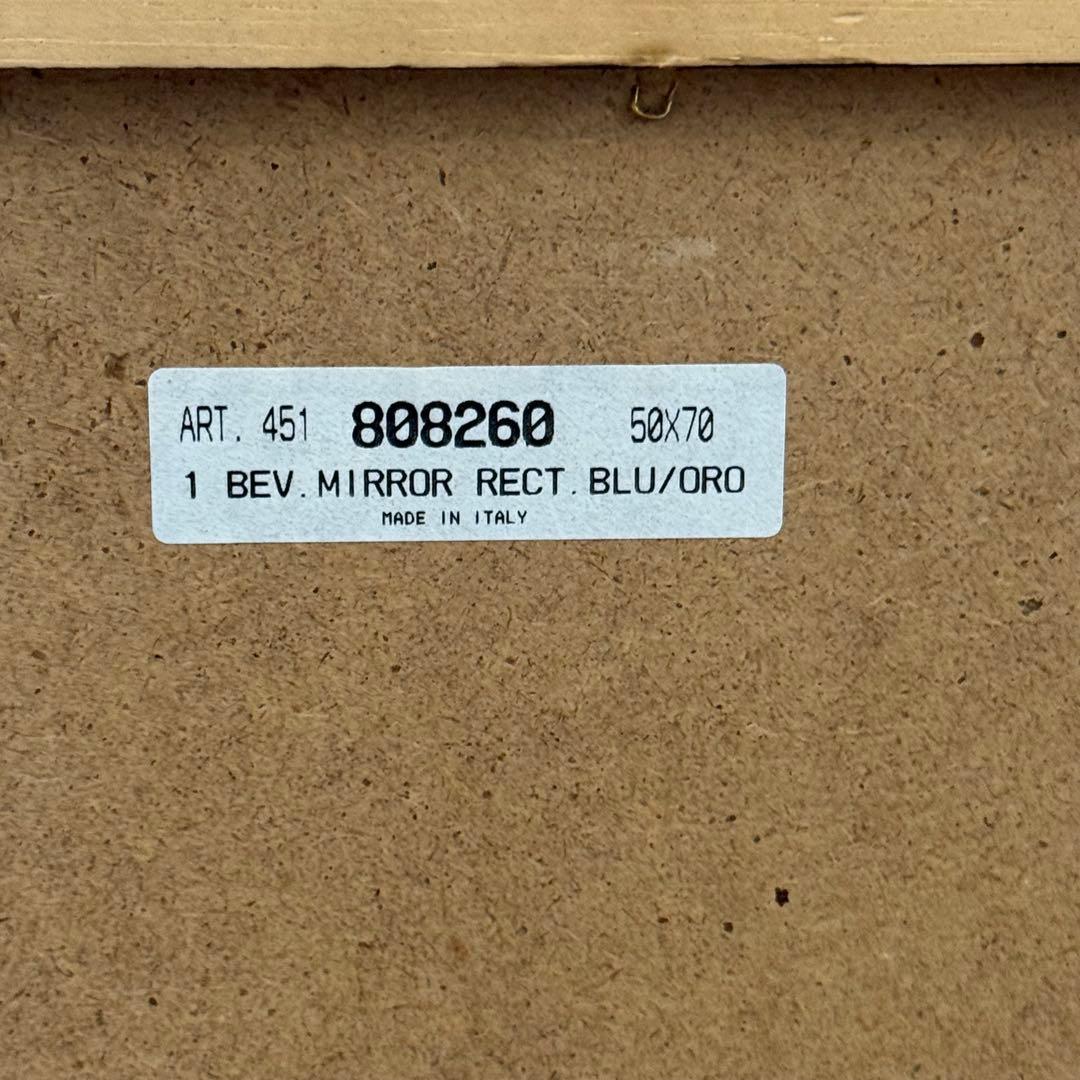 ART. 451 808260 50X70
1 BEV. MIRROR RECT. BLU/ORO
MADE IN ITALY